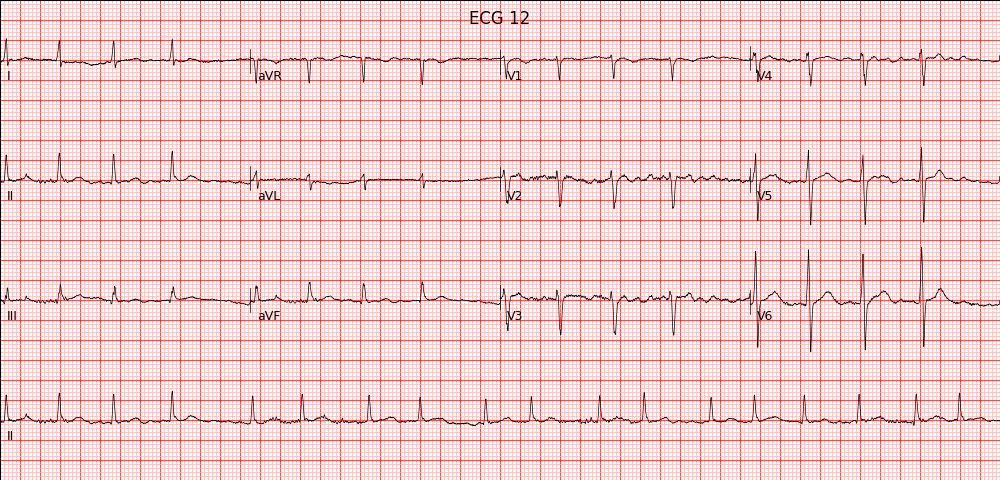 ECG 12
I aVR V1 V4
II aVL V2 V5
III aVF V3 V6
II